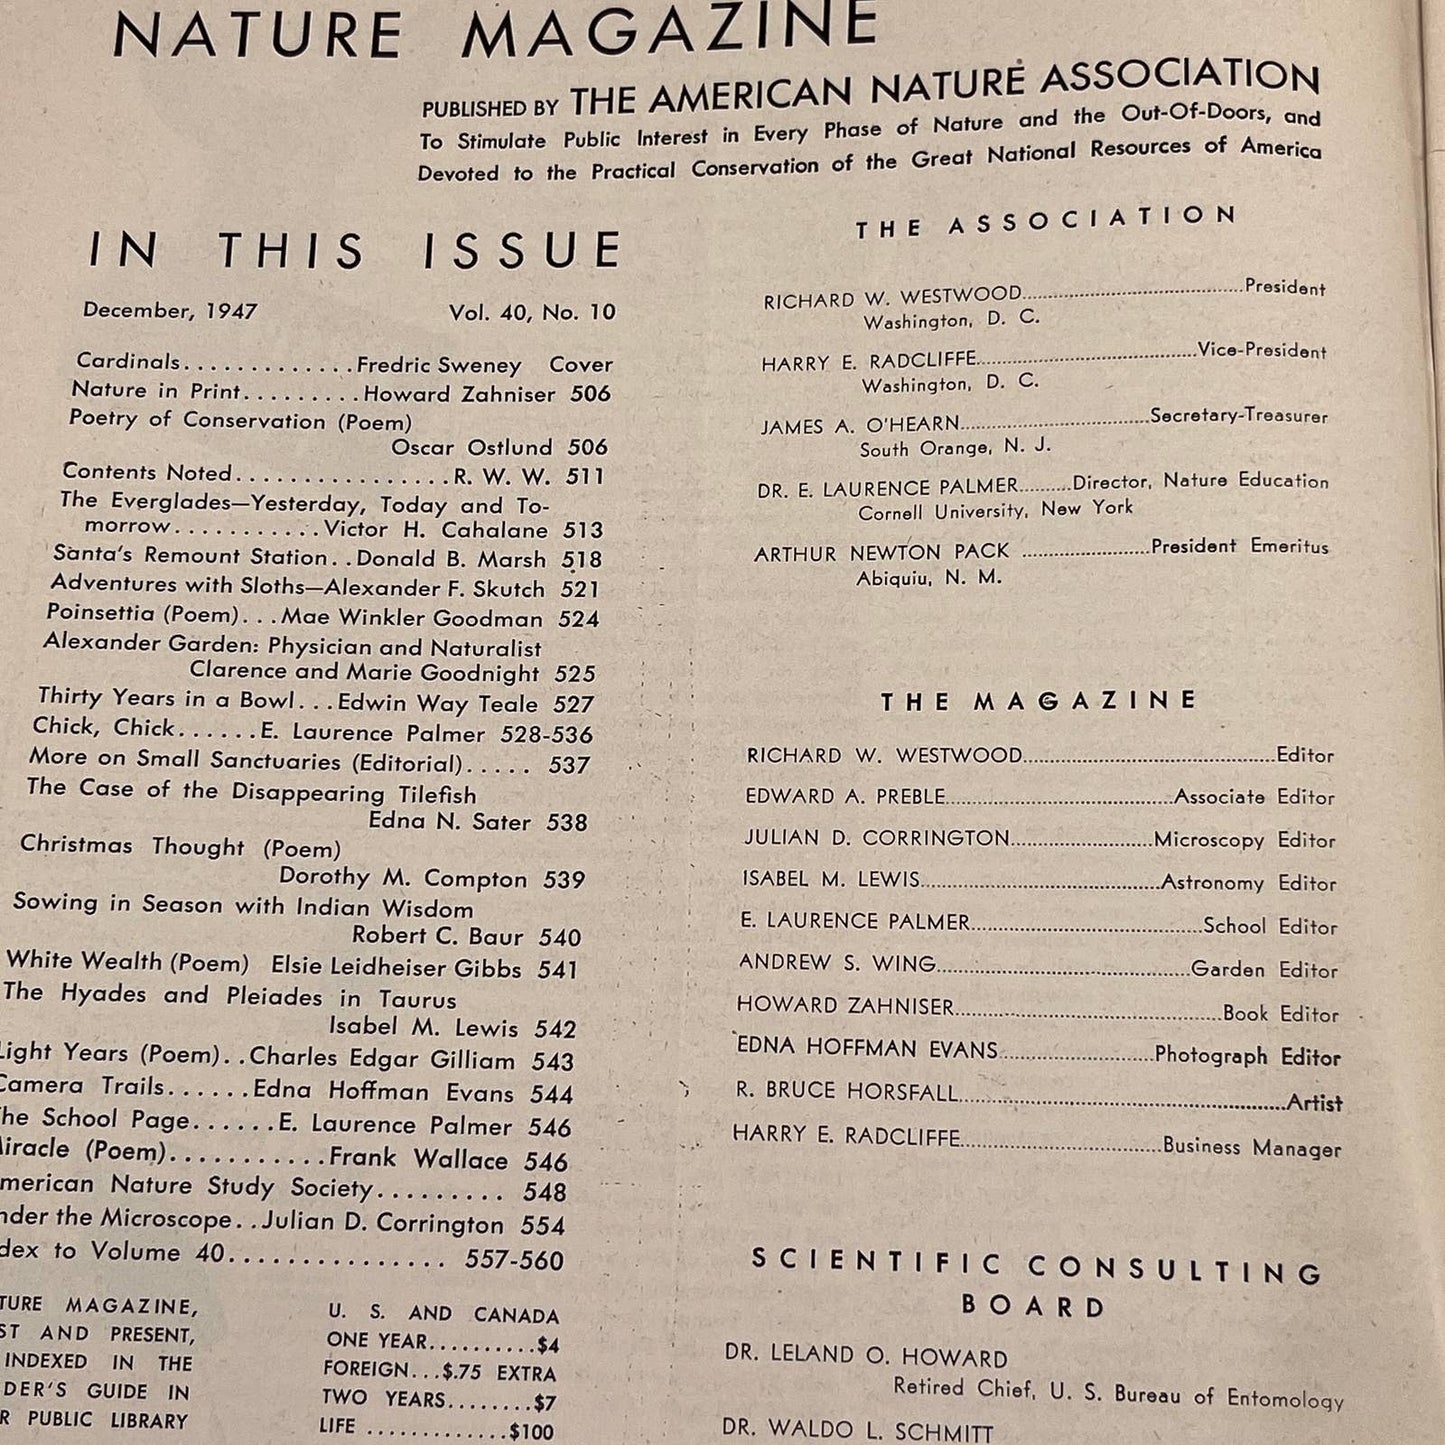 NATURE MAGAZINE
PUBLISHED BY THE AMERICAN NATURE ASSOCIATION
To Stimulate Public Interest in Every Phase of Nature and the Out-Of-Doors, and
Devoted to the Practical Conservation of the Great National Resources of America
IN THIS ISSUE
December, 1947 Vol. 40, No. 10
Cardinals.............Fredric Sweney Cover
Nature in Print.........Howard Zahniser 506
Poetry of Conservation (Poem)
Oscar Ostlund 506
Contents Noted................R. W. W. 511
The Everglades—Yesterday, Today and To-
morrow...........Victor H. Cahalane 513
Santa's Remount Station..Donald B. Marsh 518
Adventures with Sloths—Alexander F. Skutch 521
Poinsettia (Poem)...Mae Winkler Goodman 524
Alexander Garden: Physician and Naturalist
Clarence and Marie Goodnight 525
Thirty Years in a Bowl...Edwin Way Teale 527
Chick, Chick......E. Laurence Palmer 528-536
More on Small Sanctuaries (Editorial)..... 537
The Case of the Disappearing Tilefish
Edna N. Sater 538
Christmas Thought (Poem)
Dorothy M. Compton 539
Sowing in Season with Indian Wisdom
Robert C. Baur 540
White Wealth (Poem) Elsie Leidheiser Gibbs 541
The Hyades and Pleiades in Taurus
Isabel M. Lewis 542
Light Years (Poem)..Charles Edgar Gilliam 543
Camera Trails......Edna Hoffman Evans 544
he School Page......E. Laurence Palmer 546
iracle (Poem)...........Frank Wallace 546
merican Nature Study Society......... 548
nder the Microscope..Julian D. Corrington 554
dex to Volume 40............... 557-560
TURE MAGAZINE,
ST AND PRESENT,
INDEXED IN THE
DER'S GUIDE IN
R PUBLIC LIBRARY
U. S. AND CANADA
ONE YEAR..........$4
FOREIGN...$.75 EXTRA
TWO YEARS........$7
LIFE .............$100
THE ASSOCIATION
RICHARD W. WESTWOOD..........President
Washington, D. C.
HARRY E. RADCLIFFE..........Vice-President
Washington, D. C.
JAMES A. O'HEARN..........Secretary-Treasurer
South Orange, N. J.
DR. E. LAURENCE PALMER.........Director, Nature Education
Cornell University, New York
ARTHUR NEWTON PACK ..........President Emeritus
Abiquiu, N. M.
THE MAGAZINE
RICHARD W. WESTWOOD..........Editor
EDWARD A. PREBLE..........Associate Editor
JULIAN D. CORRINGTON..........Microscopy Editor
ISABEL M. LEWIS..........Astronomy Editor
E. LAURENCE PALMER..........School Editor
ANDREW S. WING..........Garden Editor
HOWARD ZAHNISER..........Book Editor
EDNA HOFFMAN EVANS..........Photograph Editor
R. BRUCE HORSFALL..........Artist
HARRY E. RADCLIFFE..........Business Manager
SCIENTIFIC CONSULTING
BOARD
DR. LELAND O. HOWARD
Retired Chief, U. S. Bureau of Entomology
DR. WALDO L. SCHMITT